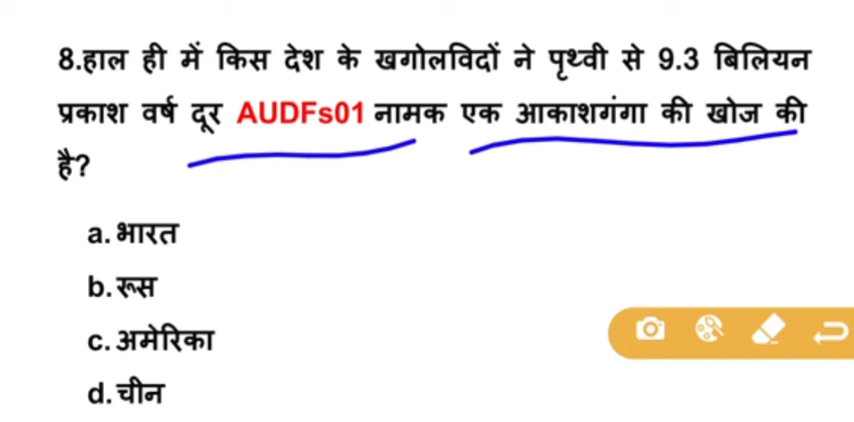 8.हाल ही में किस देश के खगोलविदों ने पृथ्वी से 9.3 बिलियन
प्रकाश वर्ष दूर AUDFs01 नामक एक आकाशगंगा की खोज की
है?
a. भारत
b. रूस
c. अमेरिका
d. चीन